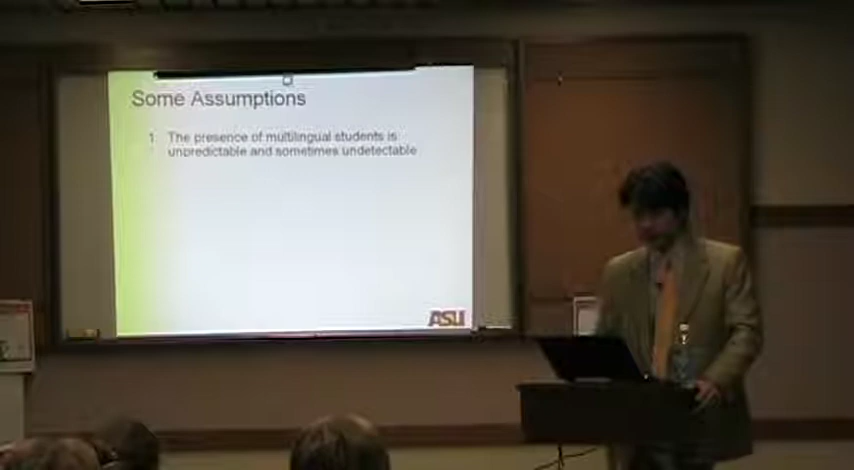 Some Assumptions
1 The presence of multilingual students is
unpredictable and sometimes undetectable
ASU